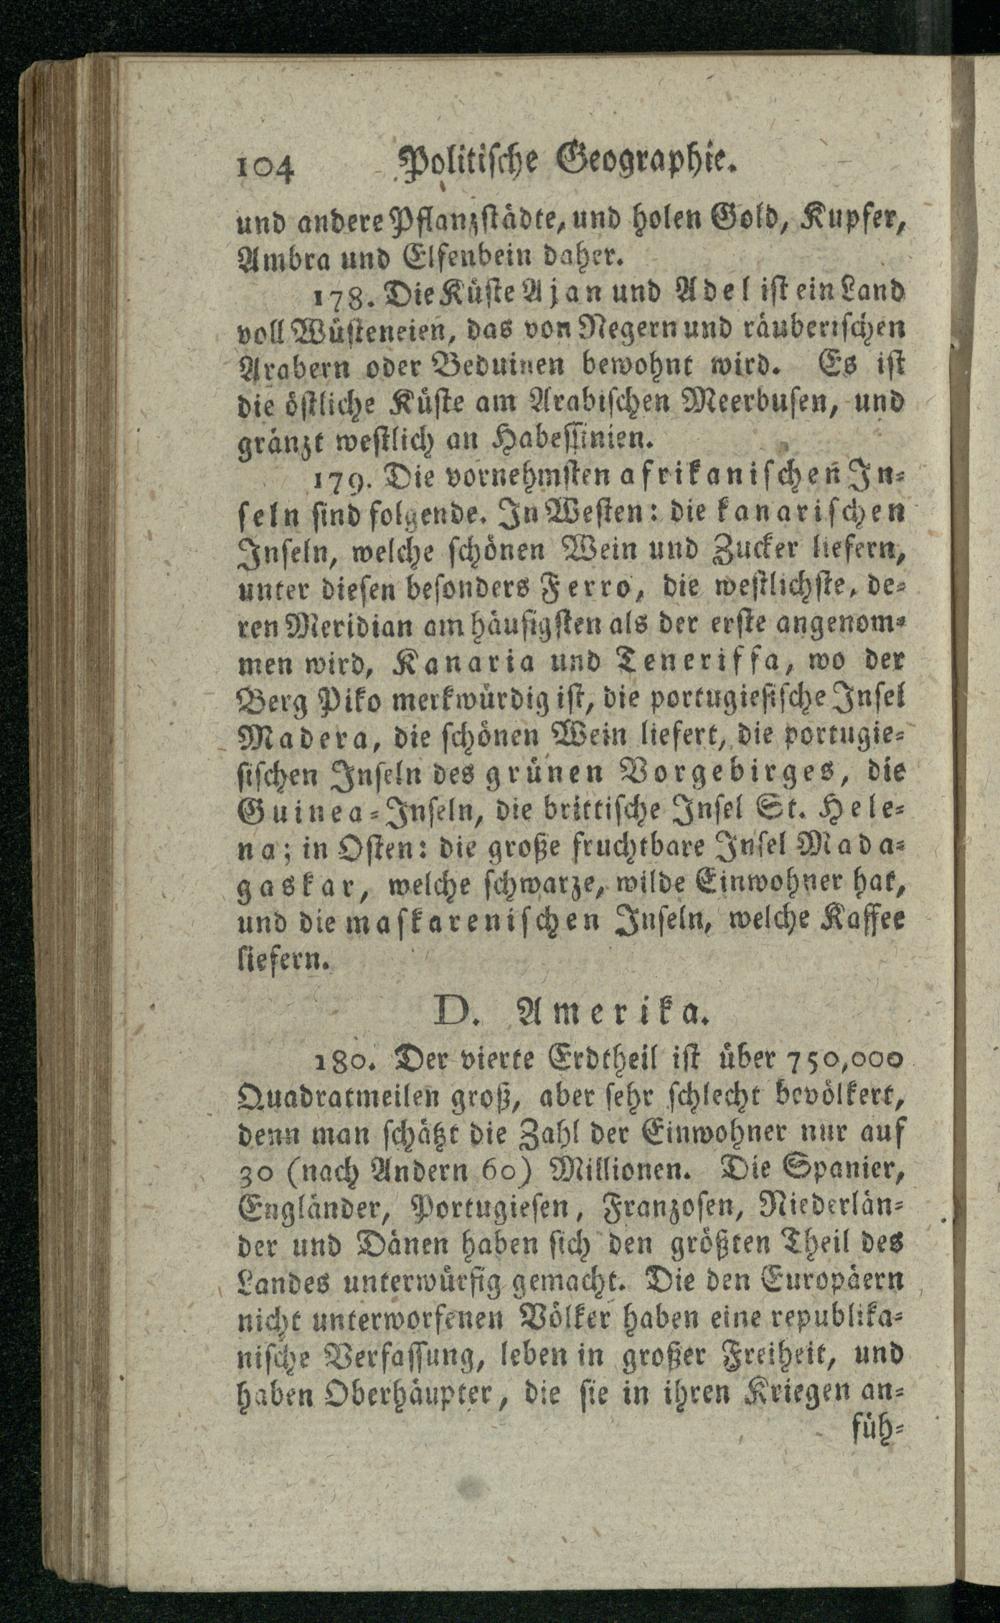 104 Politische Geographie.
und andere Pflanzstädte, und holen Gold, Kupfer,
Ambra und Elfenbein daher.
178. Die Küste Ajan und Adel ist ein Land
voll Wüsteneien, das von Negern und räuberischen
Arabern oder Beduinen bewohnt wird. Es ist
die östliche Küste am Arabischen Meerbusen, und
gränzt westlich an Habessinien.
179. Die vornehmsten afrikanischen In-
seln sind folgende. In Westen: die kanarischen
Inseln, welche schönen Wein und Zucker liefern,
unter diesen besonders Ferro, die westlichste, de-
ren Meridian am häufigsten als der erste angenom-
men wird, Kanaria und Teneriffa, wo der
Berg Piko merkwürdig ist, die portugiesische Insel
Madera, die schönen Wein liefert, die portugie-
sischen Inseln des grünen Vorgebirges, die
Guinea-Inseln, die brittische Insel St. Hele-
na; in Osten: die große fruchtbare Insel Mada-
gaskar, welche schwarze, wilde Einwohner hat,
und die maskarenischen Inseln, welche Kaffee
liefern.
D. Amerika.
180. Der vierte Erdtheil ist über 750,000
Quadratmeilen groß, aber sehr schlecht bevölkert,
denn man schätzt die Zahl der Einwohner nur auf
30 (nach Andern 60) Millionen. Die Spanier,
Engländer, Portugiesen, Franzosen, Niederlän-
der und Dänen haben sich den größten Theil des
Landes unterwürfig gemacht. Die den Europäern
nicht unterworfenen Völker haben eine republika-
nische Verfassung, leben in großer Freiheit, und
haben Oberhäupter, die sie in ihren Kriegen an-
füh-